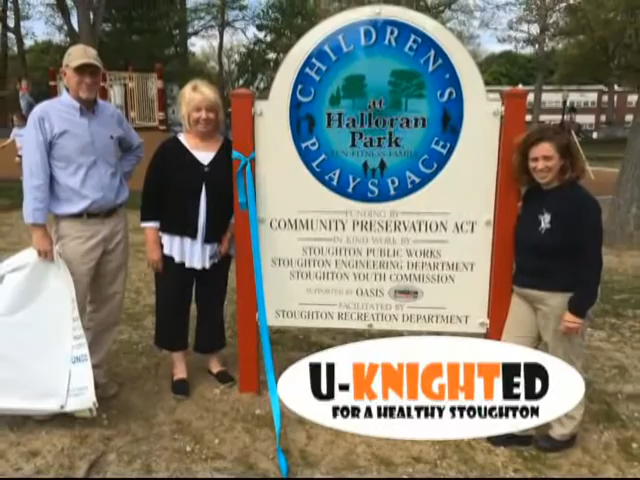 CHILDREN'S
at
Halloran
Park
FUN·FITNESS·FAMILY
PLAYSPACE
FUNDING BY
COMMUNITY PRESERVATION ACT
IN KIND WORK BY
STOUGHTON PUBLIC WORKS
STOUGHTON ENGINEERING DEPARTMENT
STOUGHTON YOUTH COMMISSION
SUPPORTED BY OASIS
FACILITATED BY
STOUGHTON RECREATION DEPARTMENT
U-KNIGHTED
FOR A HEALTHY STOUGHTON